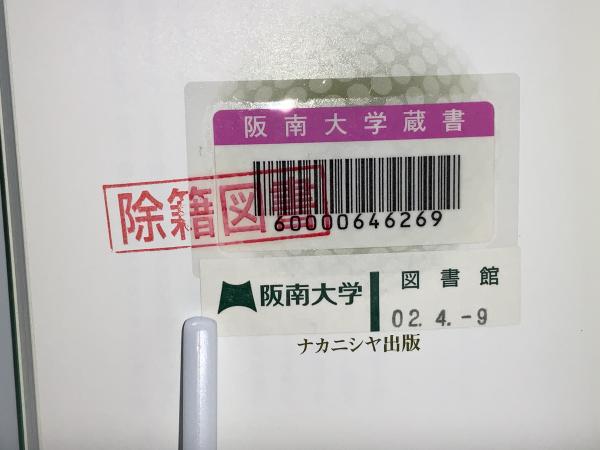 阪南大学蔵書
除籍図書
60000646269
阪南大学
図書館
02. 4. -9
ナカニシヤ出版